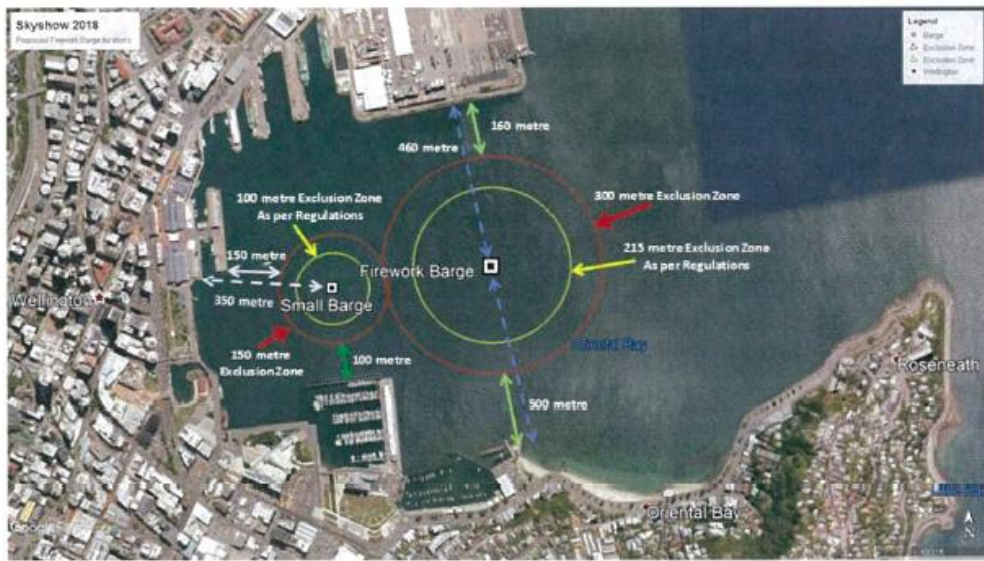 Skyshow 2018
Proposed Firework Barge locations
Legend
Barge
Exclusion Zone
Exclusion Zone
Wellington
160 metre
460 metre
100 metre Exclusion Zone
As per Regulations
300 metre Exclusion Zone
150 metre
215 metre Exclusion Zone
As per Regulations
Firework Barge
Wellington
350 metre
Small Barge
Oriental Bay
150 metre
Exclusion Zone
100 metre
Roseneath
500 metre
Oriental Bay
Google
N